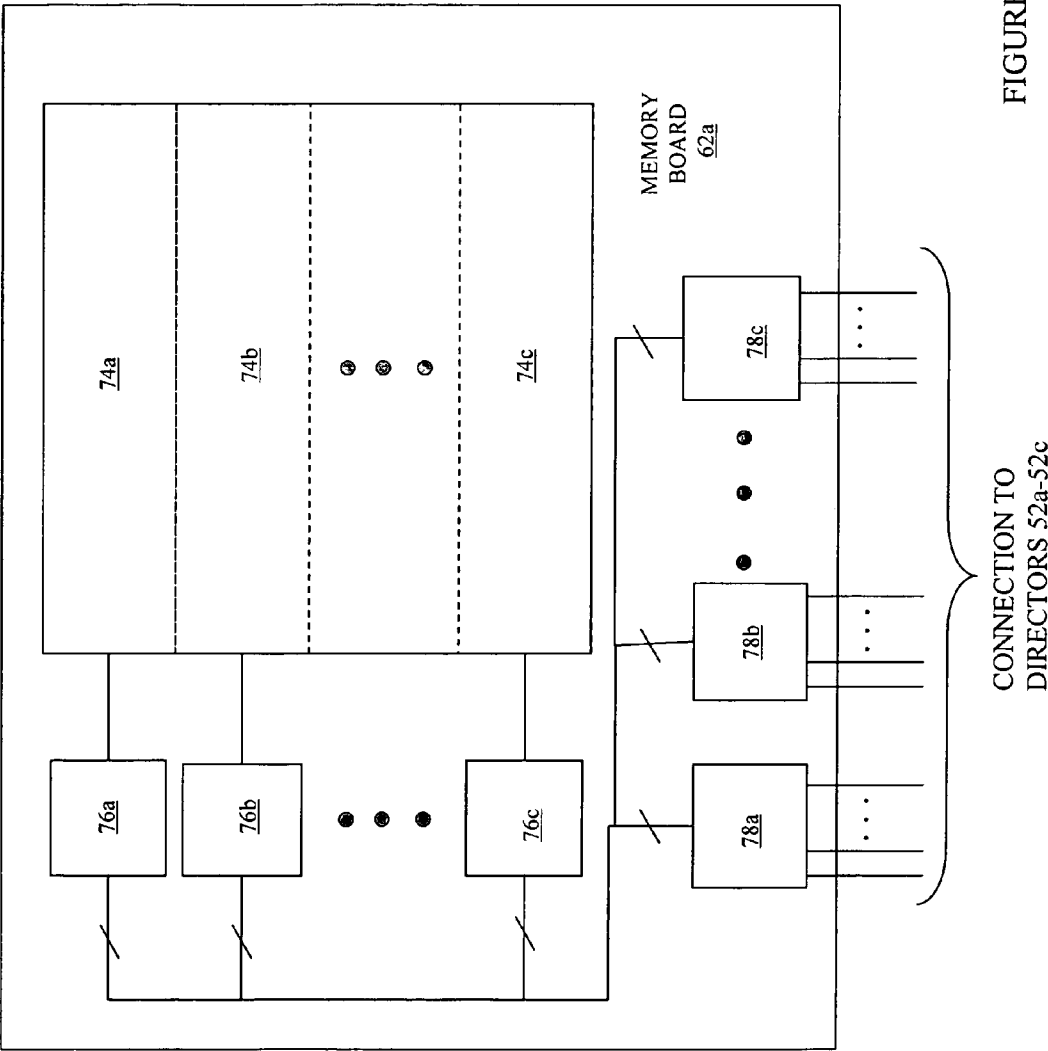 74a
74b
74c
76a
76b
76c
MEMORY
BOARD
62a
78a
78b
78c
CONNECTION TO
DIRECTORS 52a-52c
FIGURE